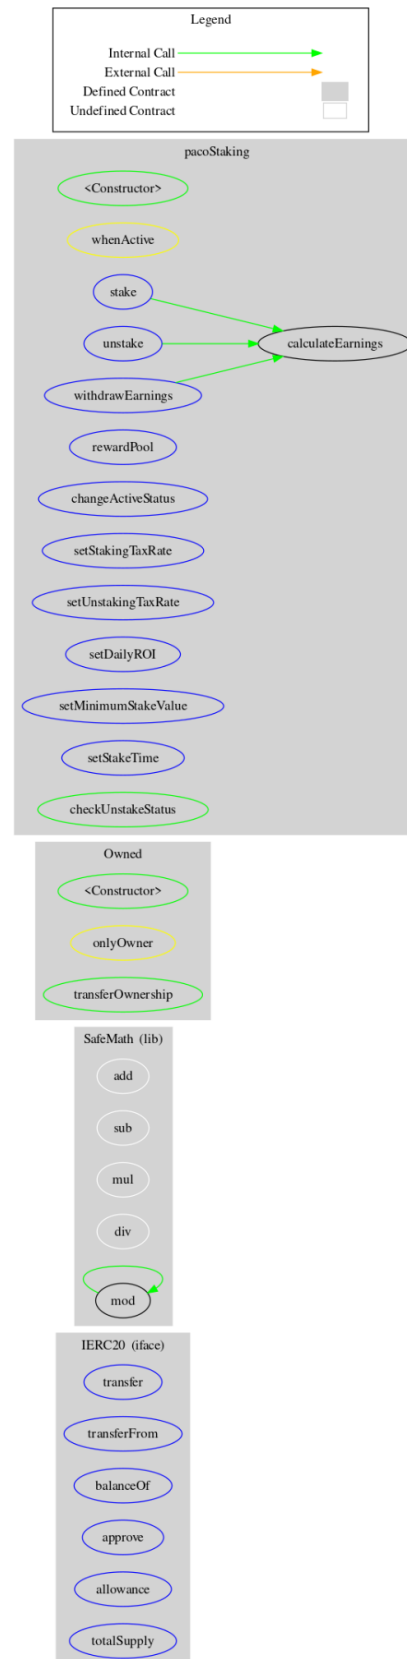 Legend
Internal Call
External Call
Defined Contract
Undefined Contract
pacoStaking
<Constructor>
whenActive
stake
unstake
calculateEarnings
withdrawEarnings
rewardPool
changeActiveStatus
setStakingTaxRate
setUnstakingTaxRate
setDailyROI
setMinimumStakeValue
setStakeTime
checkUnstakeStatus
Owned
<Constructor>
onlyOwner
transferOwnership
SafeMath (lib)
add
sub
mul
div
mod
IERC20 (iface)
transfer
transferFrom
balanceOf
approve
allowance
totalSupply